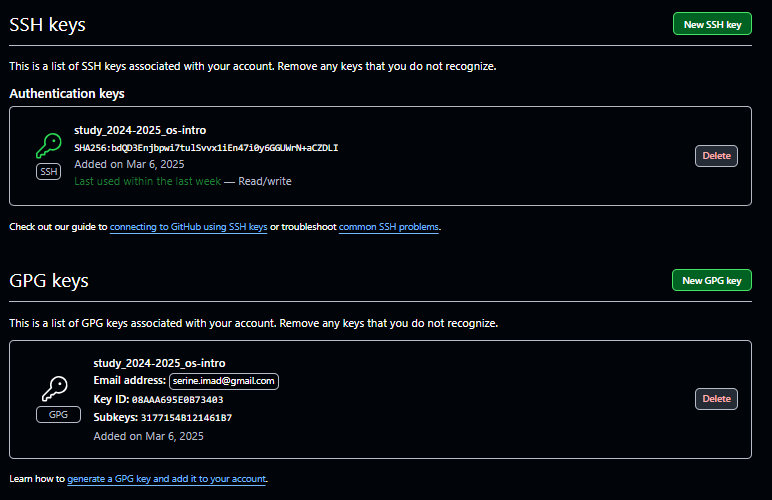 SSH keys
New SSH key
This is a list of SSH keys associated with your account. Remove any keys that you do not recognize.
Authentication keys
study_2024-2025_os-intro
SHA256:bdQD3Enjbpwi7tulSvvx1iEn47i0y6GGUWrN+aCZDLI
SSH
Added on Mar 6, 2025
Last used within the last week — Read/write
Delete
Check out our guide to connecting to GitHub using SSH keys or troubleshoot common SSH problems.
GPG keys
New GPG key
This is a list of GPG keys associated with your account. Remove any keys that you do not recognize.
study_2024-2025_os-intro
Email address: serine.imad@gmail.com
Key ID: 08AAA695E0B73403
GPG
Subkeys: 3177154B121461B7
Added on Mar 6, 2025
Delete
Learn how to generate a GPG key and add it to your account.